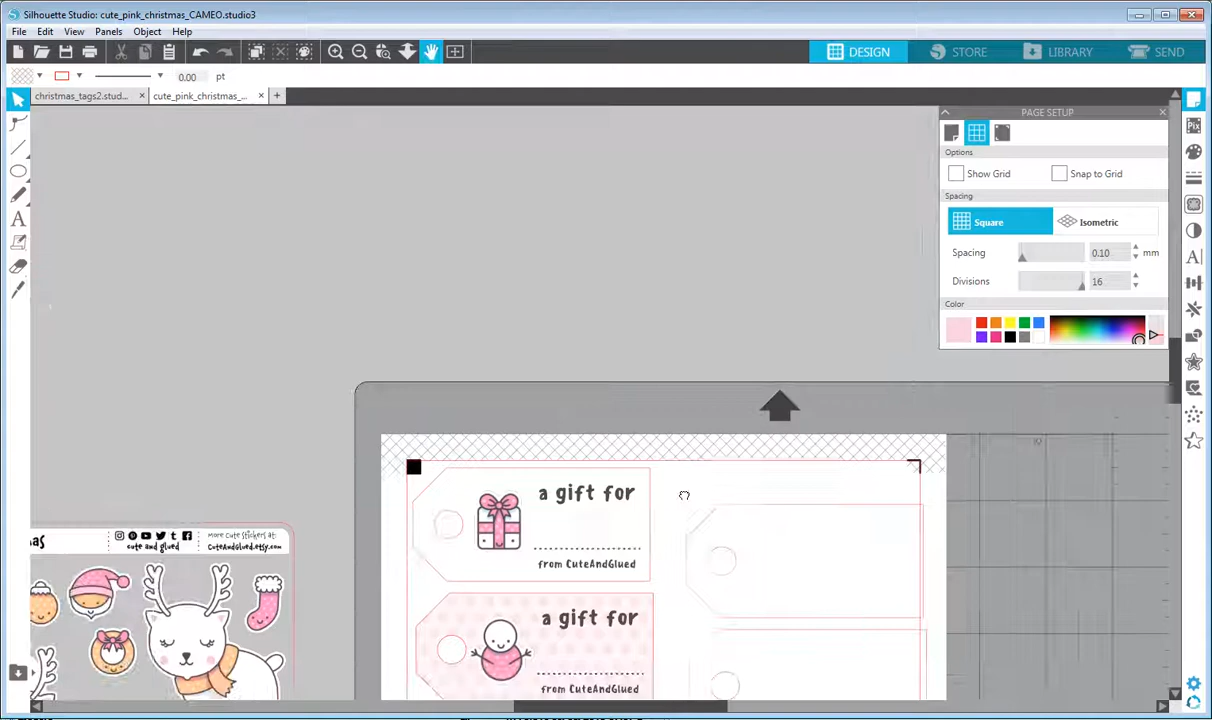 Silhouette Studio: cute_pink_christmas_CAMEO.studio3
File Edit View Panels Object Help
DESIGN STORE LIBRARY SEND
0.00 pt
christmas_tags2.stud... cute_pink_christmas_...
PAGE SETUP
Options
Show Grid Snap to Grid
Spacing
Square Isometric
Spacing 0.10 mm
Divisions 16
Color
a gift for
from CuteAndGlued
a gift for
from CuteAndGlued
More cute stickers at:
cute and glued CuteAndGlued.etsy.com